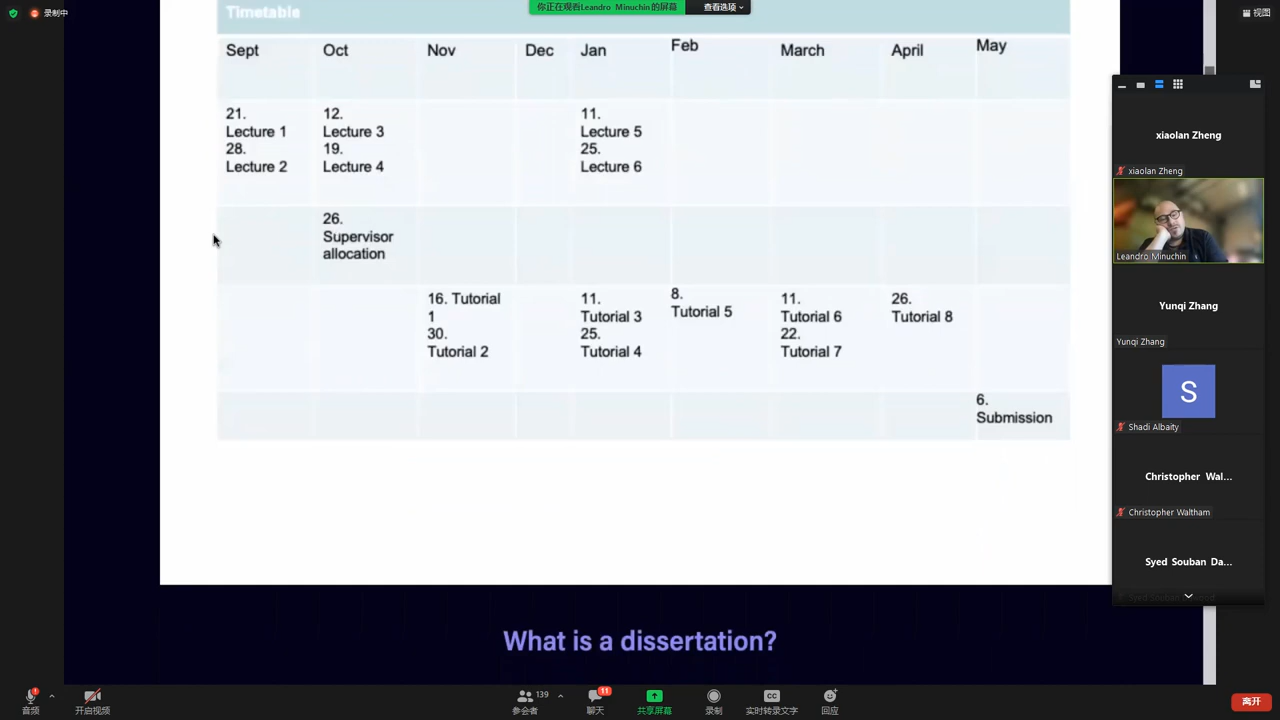 录制中
你正在观看Leandro Minuchin的屏幕
查看选项
视图
Timetable
Sept Oct Nov Dec Jan Feb March April May
21.
Lecture 1
28.
Lecture 2
12.
Lecture 3
19.
Lecture 4
11.
Lecture 5
25.
Lecture 6
26.
Supervisor
allocation
16. Tutorial
1
30.
Tutorial 2
11.
Tutorial 3
25.
Tutorial 4
8.
Tutorial 5
11.
Tutorial 6
22.
Tutorial 7
26.
Tutorial 8
6.
Submission
What is a dissertation?
xiaolan Zheng
xiaolan Zheng
Leandro Minuchin
Yunqi Zhang
Yunqi Zhang
S
Shadi Albaity
Christopher Wal...
Christopher Waltham
Syed Souban Da...
音频
开启视频
139
参会者
11
聊天
共享屏幕
录制
CC
实时转录文字
回应
离开